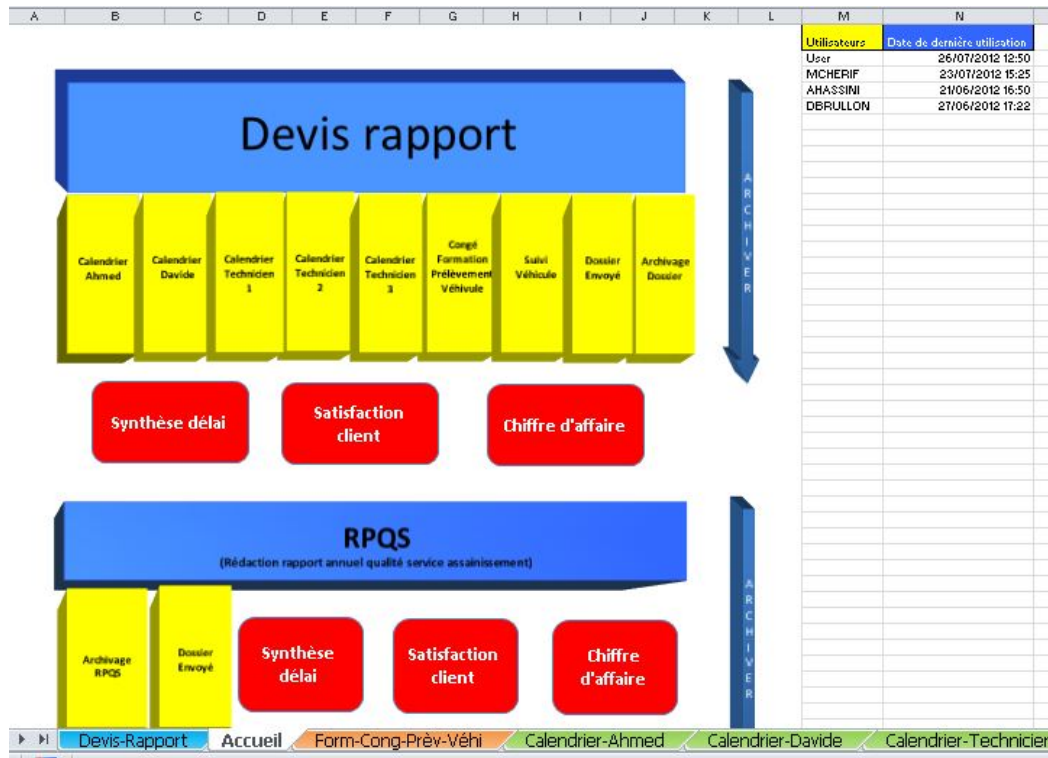 A B C D E F G H I J K L M N
Utilisateurs Date de dernière utilisation
User 26/07/2012 12:50
MCHERIF 23/07/2012 15:25
AHASSINI 21/06/2012 16:50
DBRULLON 27/06/2012 17:22
Devis rapport
ARCHIVER
Calendrier
Ahmed
Calendrier
Davide
Calendrier
Technicien
1
Calendrier
Technicien
2
Calendrier
Technicien
3
Congé
Formation
Prélèvement
Véhivule
Suivi
Véhicule
Dossier
Envoyé
Archivage
Dossier
Synthèse délai
Satisfaction
client
Chiffre d'affaire
RPQS
(Rédaction rapport annuel qualité service assainissement)
ARCHIVER
Archivage
RPQS
Dossier
Envoyé
Synthèse
délai
Satisfaction
client
Chiffre
d'affaire
Devis-Rapport Accueil Form-Cong-Prèv-Véhi Calendrier-Ahmed Calendrier-Davide Calendrier-Technicien